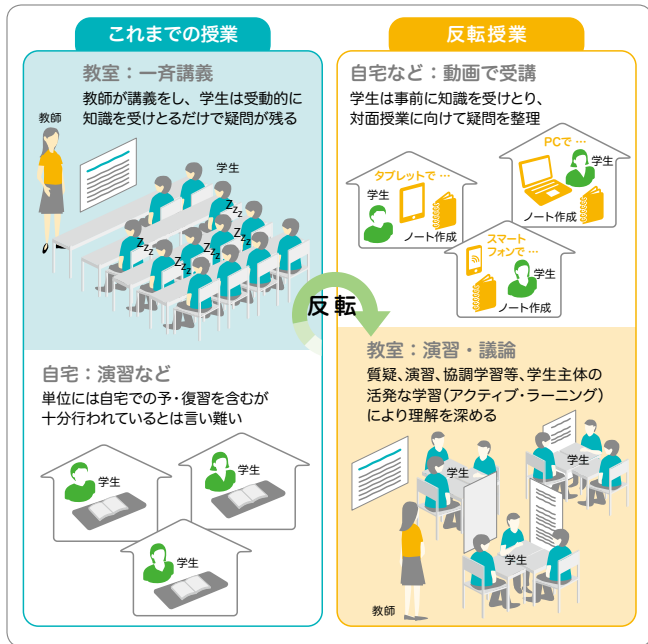 これまでの授業
教室：一斉講義
教師が講義をし、学生は受動的に
知識を受けとるだけで疑問が残る
教師
学生
Zzz
Zzz
Zzz
Zzz
Zzz
自宅：演習など
単位には自宅での予・復習を含むが
十分行われているとは言い難い
学生
学生
学生
反転
反転授業
自宅など：動画で受講
学生は事前に知識を受けとり、
対面授業に向けて疑問を整理
タブレットで …
学生
ノート作成
PCで …
学生
ノート作成
スマート
フォンで …
学生
ノート作成
教室：演習・議論
質疑、演習、協調学習等、学生主体の
活発な学習（アクティブ・ラーニング）
により理解を深める
学生
学生
学生
教師